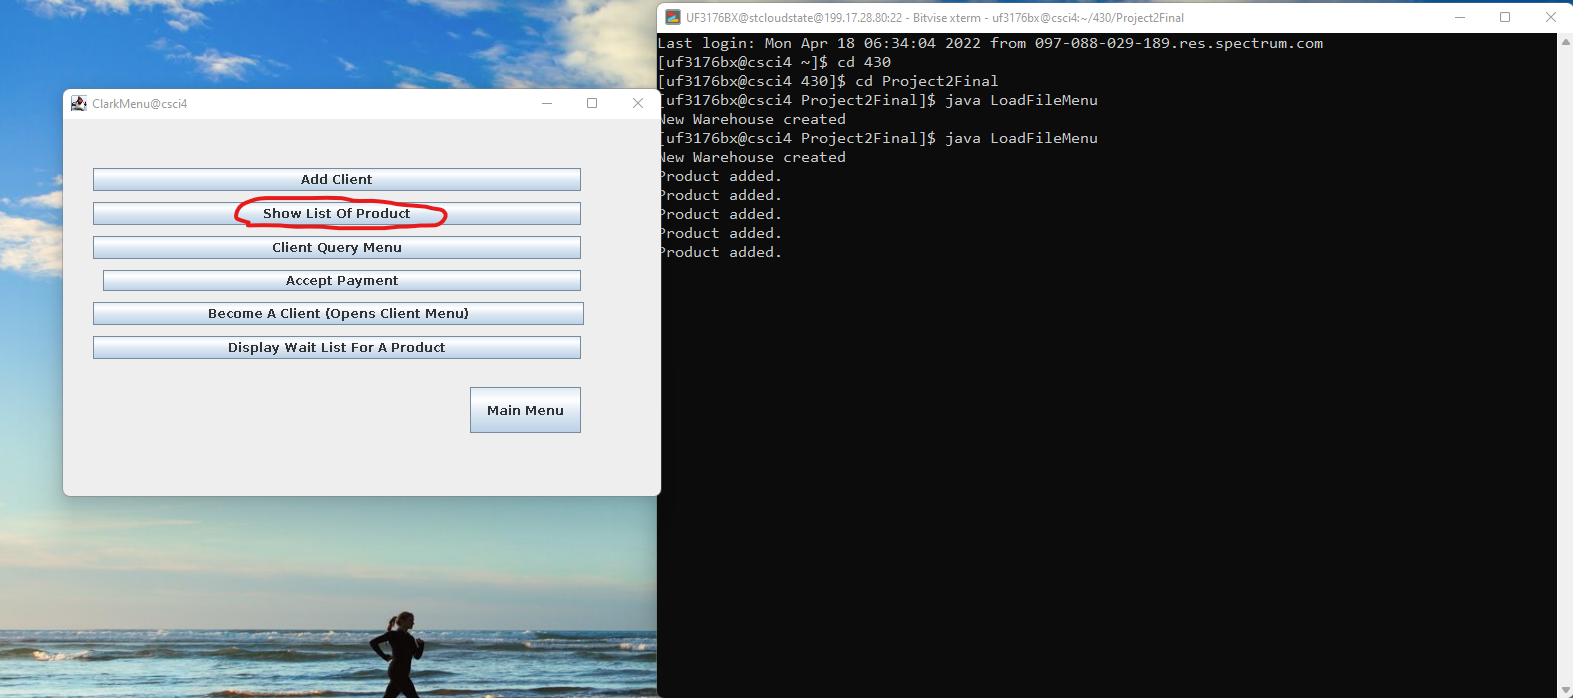 ClarkMenu@csci4
Add Client
Show List Of Product
Client Query Menu
Accept Payment
Become A Client (Opens Client Menu)
Display Wait List For A Product
Main Menu
UF3176BX@stcloudstate@199.17.28.80:22 - Bitvise xterm - uf3176bx@csci4:~/430/Project2Final
Last login: Mon Apr 18 06:34:04 2022 from 097-088-029-189.res.spectrum.com
[uf3176bx@csci4 ~]$ cd 430
[uf3176bx@csci4 430]$ cd Project2Final
[uf3176bx@csci4 Project2Final]$ java LoadFileMenu
New Warehouse created
[uf3176bx@csci4 Project2Final]$ java LoadFileMenu
New Warehouse created
Product added.
Product added.
Product added.
Product added.
Product added.